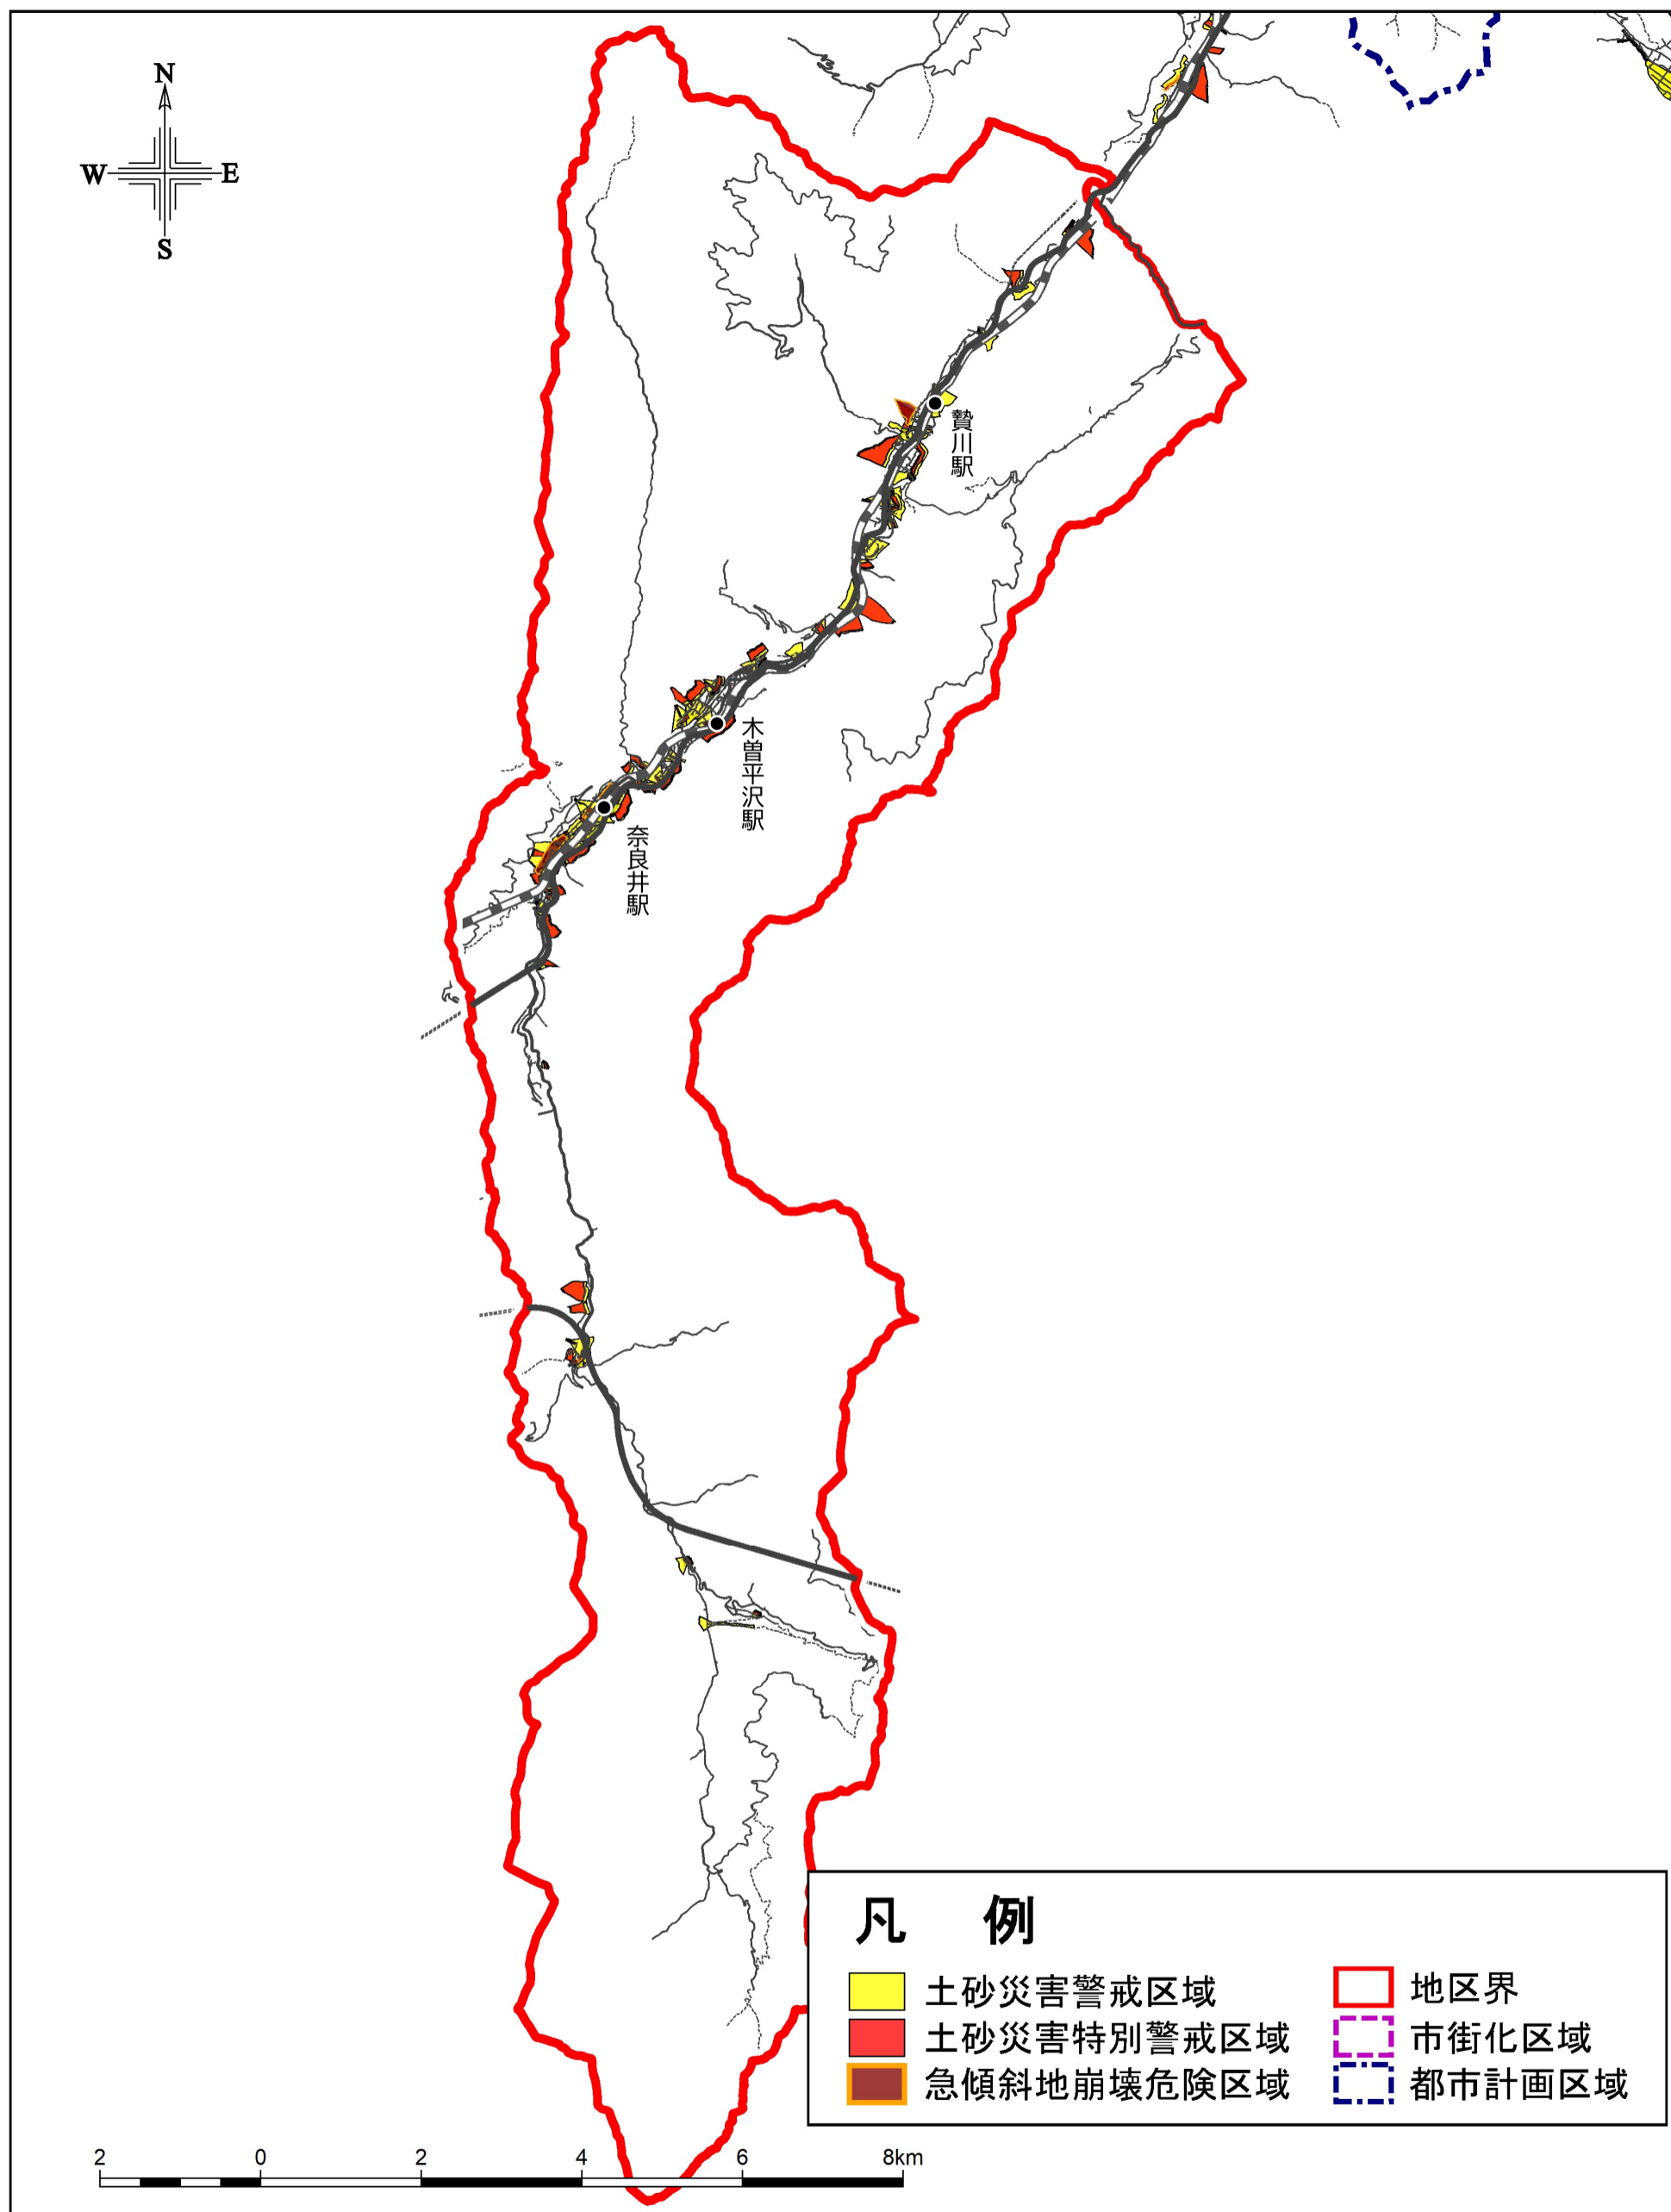 N
W E
S
贄川駅
木曽平沢駅
奈良井駅
凡 例
土砂災害警戒区域
土砂災害特別警戒区域
急傾斜地崩壊危険区域
地区界
市街化区域
都市計画区域
2 0 2 4 6 8km